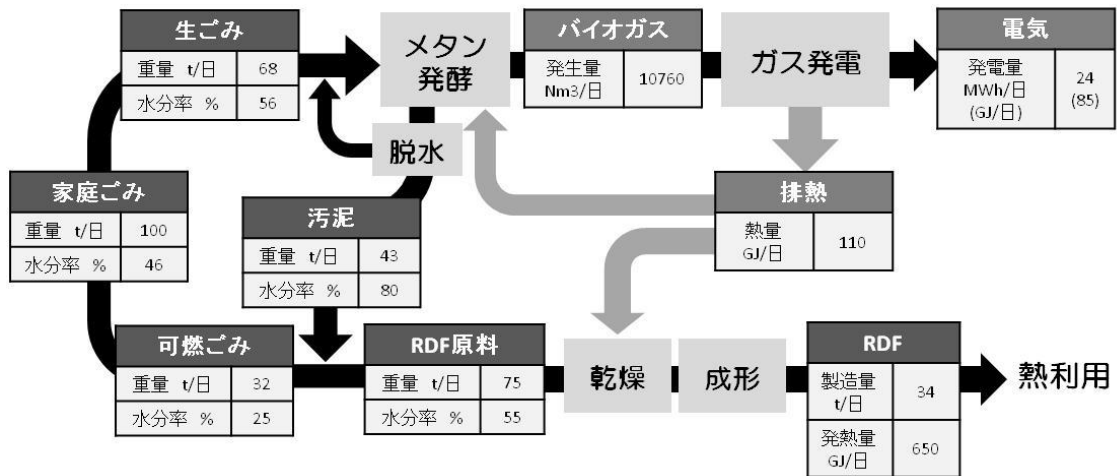 生ごみ
重量 t/日 68
水分率 % 56
メタン
発酵
バイオガス
発生量
Nm3/日
10760
ガス発電
電気
発電量
MWh/日
(GJ/日)
24
(85)
脱水
家庭ごみ
重量 t/日 100
水分率 % 46
汚泥
重量 t/日 43
水分率 % 80
排熱
熱量
GJ/日
110
可燃ごみ
重量 t/日 32
水分率 % 25
RDF原料
重量 t/日 75
水分率 % 55
乾燥
成形
RDF
製造量
t/日
34
発熱量
GJ/日
650
熱利用